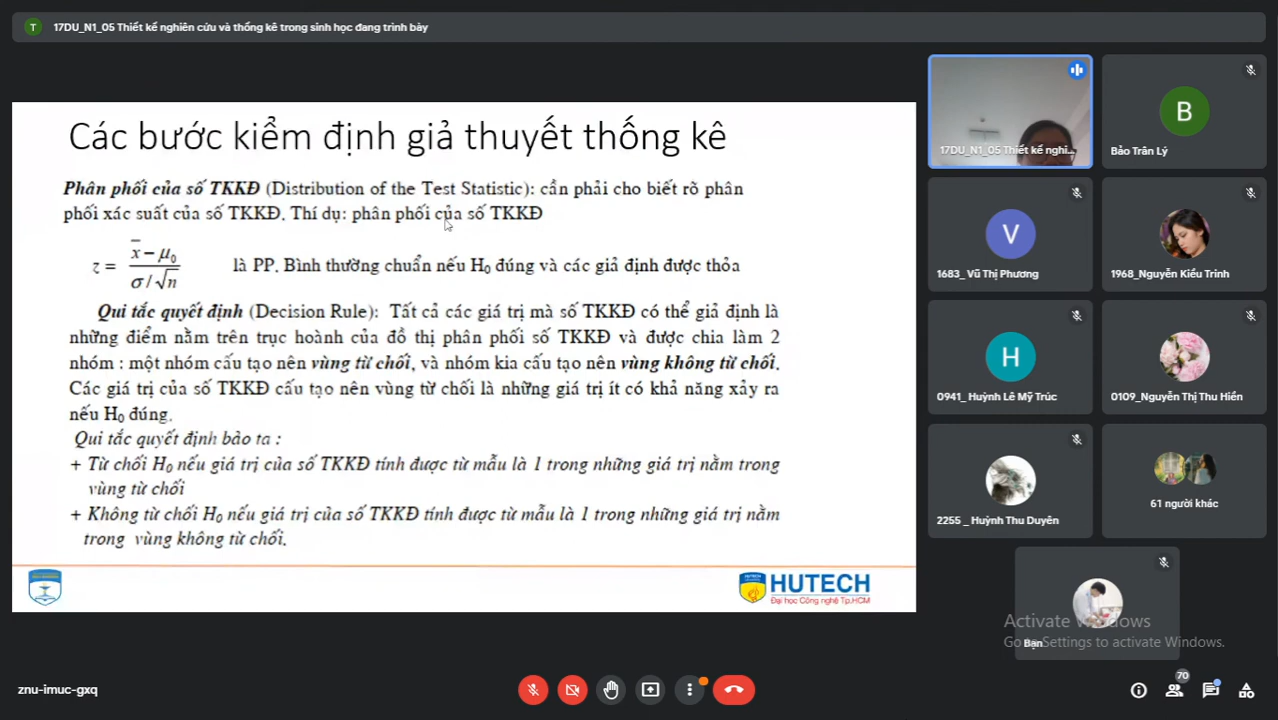 T
17DU_N1_05 Thiết kế nghiên cứu và thống kê trong sinh học đang trình bày
Các bước kiểm định giả thuyết thống kê
Phân phối của số TKKĐ (Distribution of the Test Statistic): cần phải cho biết rõ phân
phối xác suất của số TKKĐ. Thí dụ: phân phối của số TKKĐ
z = (x̄ − μ₀) / (σ / √n) là PP. Bình thường chuẩn nếu H₀ đúng và các giả định được thỏa
Qui tắc quyết định (Decision Rule): Tất cả các giá trị mà số TKKĐ có thể giả định là
những điểm nằm trên trục hoành của đồ thị phân phối số TKKĐ và được chia làm 2
nhóm : một nhóm cấu tạo nên vùng từ chối, và nhóm kia cấu tạo nên vùng không từ chối.
Các giá trị của số TKKĐ cấu tạo nên vùng từ chối là những giá trị ít có khả năng xảy ra
nếu H₀ đúng.
Qui tắc quyết định bảo ta :
+ Từ chối H₀ nếu giá trị của số TKKĐ tính được từ mẫu là 1 trong những giá trị nằm trong
vùng từ chối
+ Không từ chối H₀ nếu giá trị của số TKKĐ tính được từ mẫu là 1 trong những giá trị nằm
trong vùng không từ chối.
HUTECH
Đại học Công nghệ Tp.HCM
17DU_N1_05 Thiết kế nghi...
B
Bảo Trân Lý
V
1683_ Vũ Thị Phương
1968_Nguyễn Kiều Trinh
H
0941_ Huỳnh Lê Mỹ Trúc
0109_Nguyễn Thị Thu Hiền
2255 _ Huỳnh Thu Duyên
61 người khác
Bạn
Activate Windows
Go to Settings to activate Windows.
znu-imuc-gxq
70